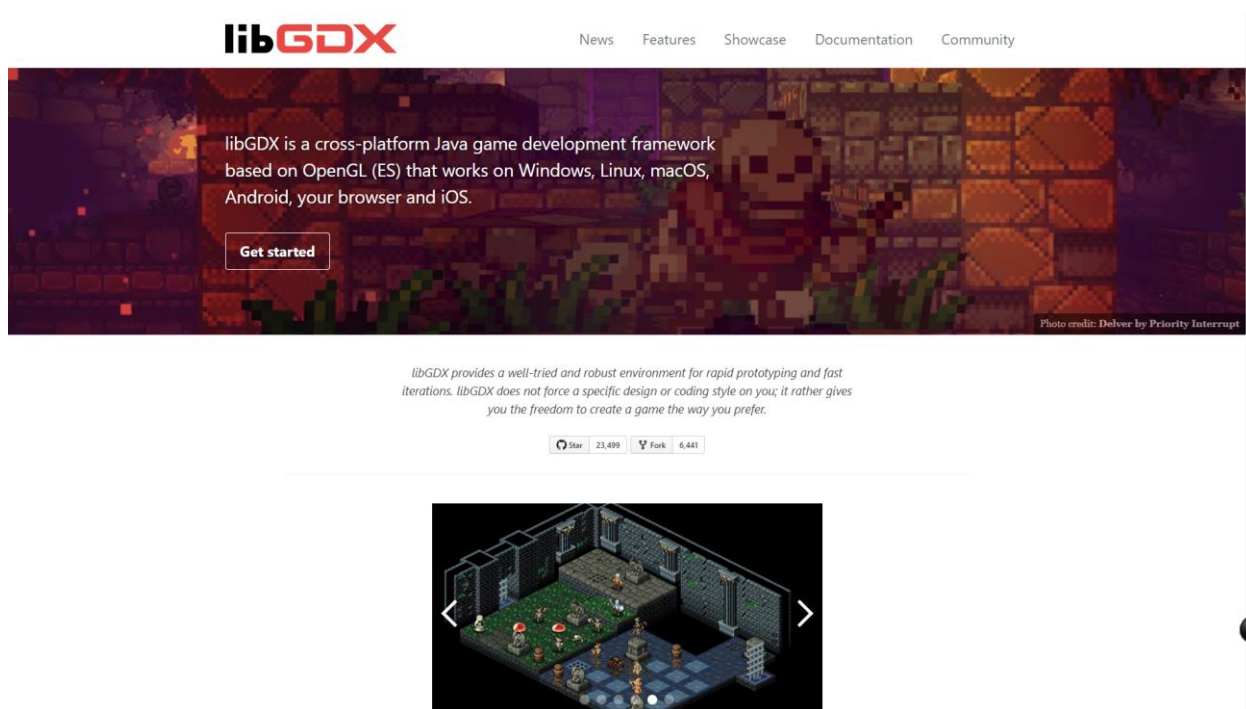 libGDX
News Features Showcase Documentation Community
libGDX is a cross-platform Java game development framework
based on OpenGL (ES) that works on Windows, Linux, macOS,
Android, your browser and iOS.
Get started
Photo credit: Delver by Priority Interrupt
libGDX provides a well-tried and robust environment for rapid prototyping and fast
iterations. libGDX does not force a specific design or coding style on you; it rather gives
you the freedom to create a game the way you prefer.
Star 23,499 Fork 6,441